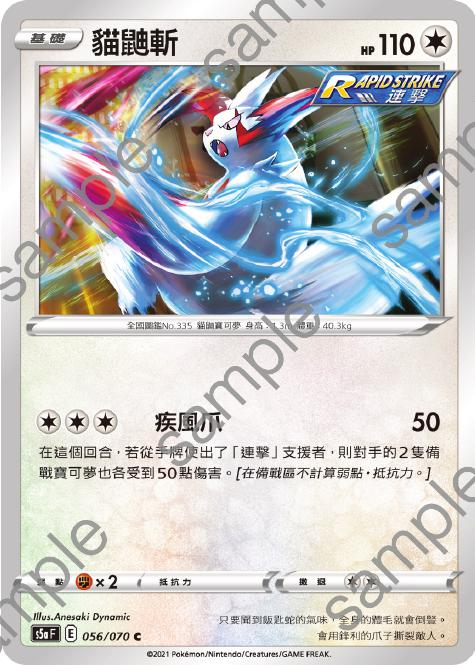 基礎 貓鼬斬 HP 110
RAPID STRIKE
連擊
全国圖鑑No.335 貓鼬寶可夢 身高:1.3m 體重:40.3kg
疾風爪 50
在這個回合,若從手牌使出了「連擊」支援者,則對手的2隻備
戰寶可夢也各受到50點傷害。[在備戰區不計算弱點・抵抗力。]
弱點 ×2 抵抗力 撤退
Illus.Anesaki Dynamic
s5a F E 056/070 C
只要聞到飯匙蛇的氣味,全身的體毛就會倒豎。
會用鋒利的爪子撕裂敵人。
©2021 Pokémon/Nintendo/Creatures/GAME FREAK.
sample
sample
sample
sample
sample
sample
sample